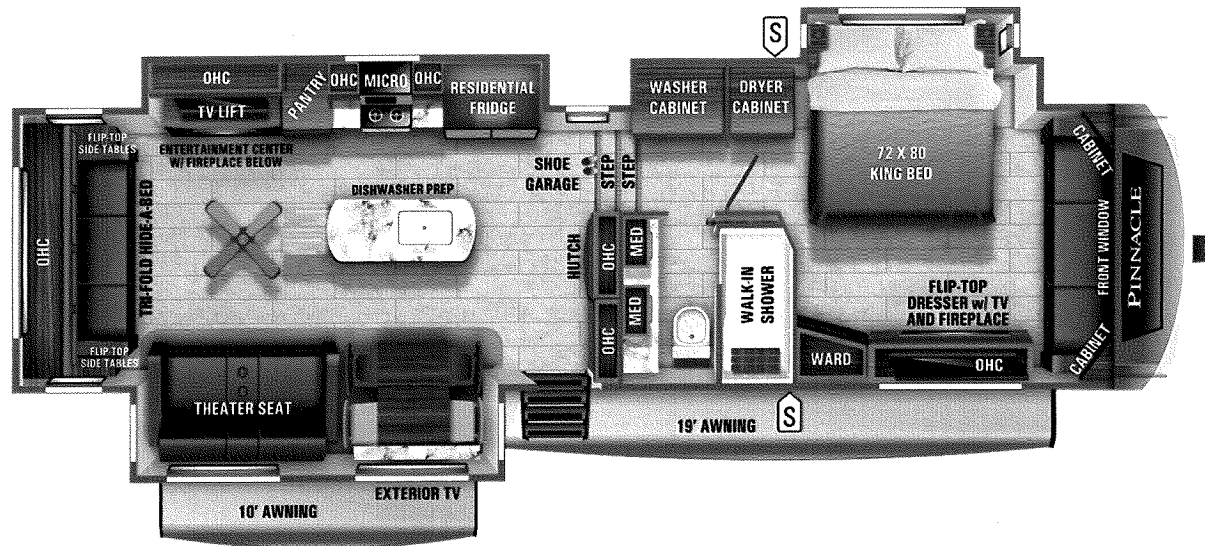 S
OHC
OHC
MICRO
OHC
PANTRY
RESIDENTIAL
FRIDGE
WASHER
CABINET
DRYER
CABINET
TV LIFT
FLIP-TOP
SIDE TABLES
ENTERTAINMENT CENTER
W/ FIREPLACE BELOW
SHOE
GARAGE
STEP
STEP
72 X 80
KING BED
CABINET
DISHWASHER PREP
OHC
TRI-FOLD HIDE-A-BED
HUTCH
OHC
MED
MED
OHC
WALK-IN
SHOWER
FRONT WINDOW
PINNACLE
FLIP-TOP
DRESSER w/ TV
AND FIREPLACE
FLIP-TOP
SIDE TABLES
WARD
OHC
CABINET
THEATER SEAT
S
19' AWNING
EXTERIOR TV
10' AWNING